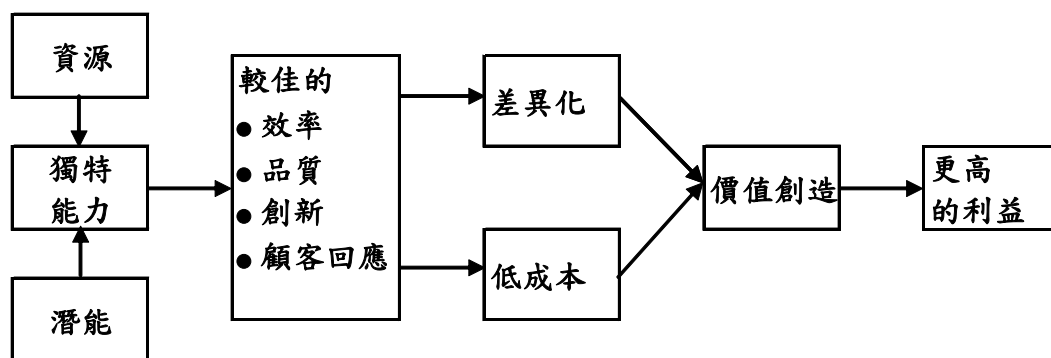 資源
獨特
能力
潛能
較佳的
● 效率
● 品質
● 創新
● 顧客回應
差異化
低成本
價值創造
更高
的利益